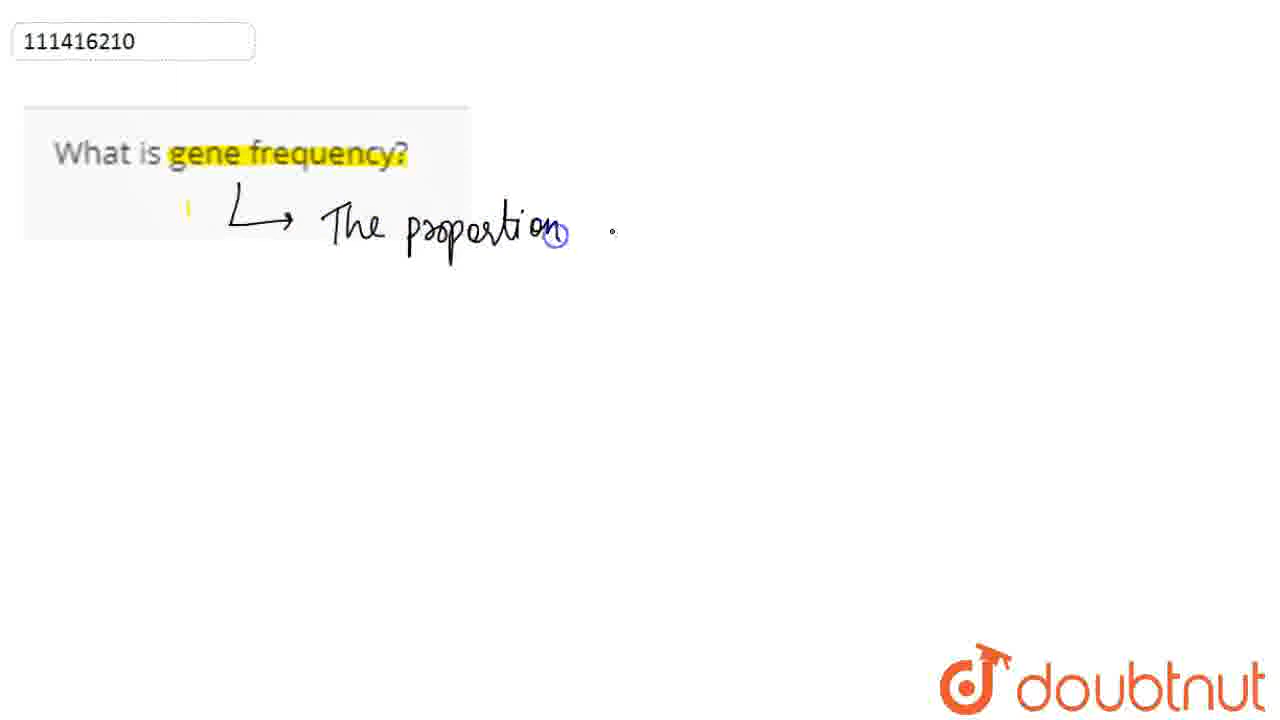 111416210
What is gene frequency?
The proportion
doubtnut